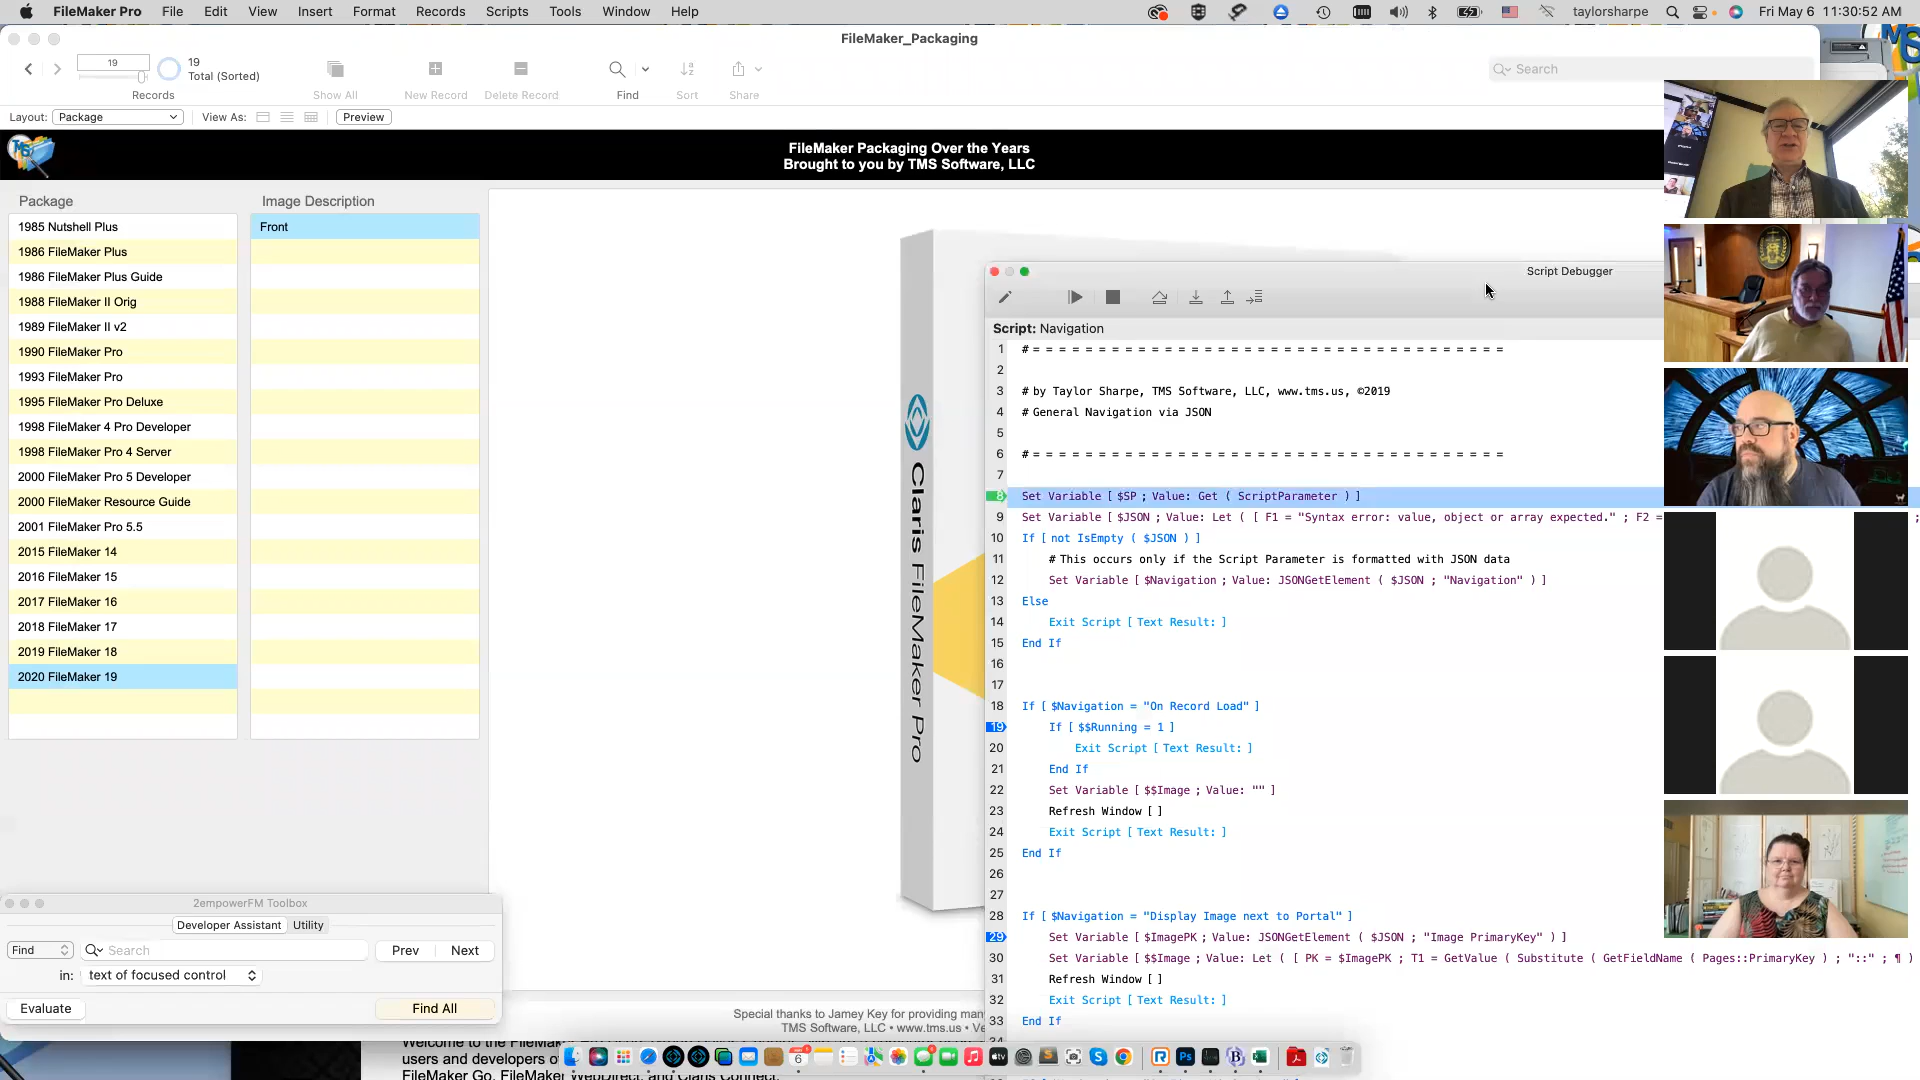 FileMaker Pro File Edit View Insert Format Records Scripts Tools Window Help taylorsharpe Fri May 6 11:30:52 AM
FileMaker_Packaging
19
19
Total (Sorted)
Search
Records Show All New Record Delete Record Find Sort Share
Layout: Package View As: Preview
TMS
FileMaker Packaging Over the Years
Brought to you by TMS Software, LLC
Package
1985 Nutshell Plus
1986 FileMaker Plus
1986 FileMaker Plus Guide
1988 FileMaker II Orig
1989 FileMaker II v2
1990 FileMaker Pro
1993 FileMaker Pro
1995 FileMaker Pro Deluxe
1998 FileMaker 4 Pro Developer
1998 FileMaker Pro 4 Server
2000 FileMaker Pro 5 Developer
2000 FileMaker Resource Guide
2001 FileMaker Pro 5.5
2015 FileMaker 14
2016 FileMaker 15
2017 FileMaker 16
2018 FileMaker 17
2019 FileMaker 18
2020 FileMaker 19
Image Description
Front
Claris FileMaker Pro
Script Debugger
Script: Navigation
1 # = = = = = = = = = = = = = = = = = = = = = = = = = = = = = = = = = = = =
2
3 # by Taylor Sharpe, TMS Software, LLC, www.tms.us, ©2019
4 # General Navigation via JSON
5
6 # = = = = = = = = = = = = = = = = = = = = = = = = = = = = = = = = = = = =
7
8 Set Variable [ $SP ; Value: Get ( ScriptParameter ) ]
9 Set Variable [ $JSON ; Value: Let ( [ F1 = "Syntax error: value, object or array expected." ; F2 = ;
10 If [ not IsEmpty ( $JSON ) ]
11 # This occurs only if the Script Parameter is formatted with JSON data
12 Set Variable [ $Navigation ; Value: JSONGetElement ( $JSON ; "Navigation" ) ]
13 Else
14 Exit Script [ Text Result: ]
15 End If
16
17
18 If [ $Navigation = "On Record Load" ]
19 If [ $$Running = 1 ]
20 Exit Script [ Text Result: ]
21 End If
22 Set Variable [ $$Image ; Value: "" ]
23 Refresh Window [ ]
24 Exit Script [ Text Result: ]
25 End If
26
27
28 If [ $Navigation = "Display Image next to Portal" ]
29 Set Variable [ $ImagePK ; Value: JSONGetElement ( $JSON ; "Image PrimaryKey" ) ]
30 Set Variable [ $$Image ; Value: Let ( [ PK = $ImagePK ; T1 = GetValue ( Substitute ( GetFieldName ( Pages::PrimaryKey ) ; "::" ; ¶ )
31 Refresh Window [ ]
32 Exit Script [ Text Result: ]
33 End If
2empowerFM Toolbox
Developer Assistant Utility
Find Search Prev Next
in: text of focused control
Evaluate Find All
Special thanks to Jamey Key for providing man
TMS Software, LLC • www.tms.us • Ve
Welcome to the FileMak
users and developers o
FileMaker Go, FileMaker WebDirect, and Claris Connect.